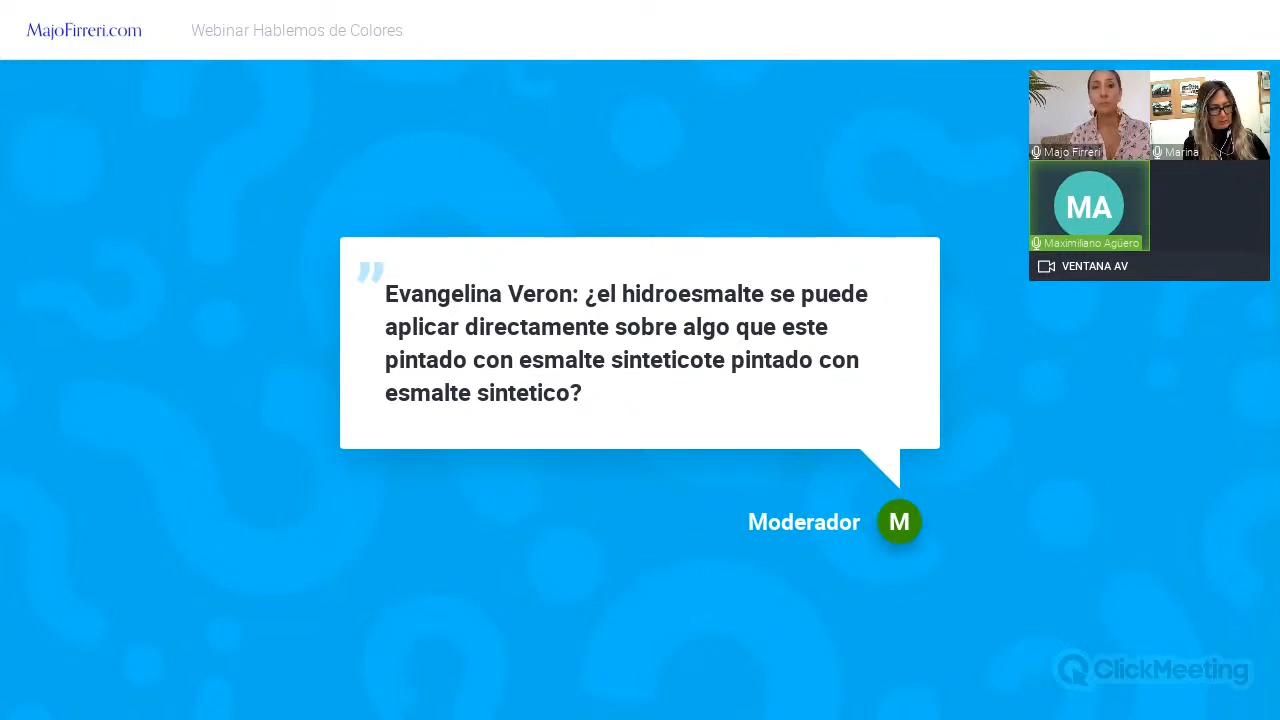 MajoFirreri.com
Webinar Hablemos de Colores
Majo Firreri
Marina
MA
Maximiliano Agüero
VENTANA AV
”
Evangelina Veron: ¿el hidroesmalte se puede
aplicar directamente sobre algo que este
pintado con esmalte sinteticote pintado con
esmalte sintetico?
Moderador
M
ClickMeeting